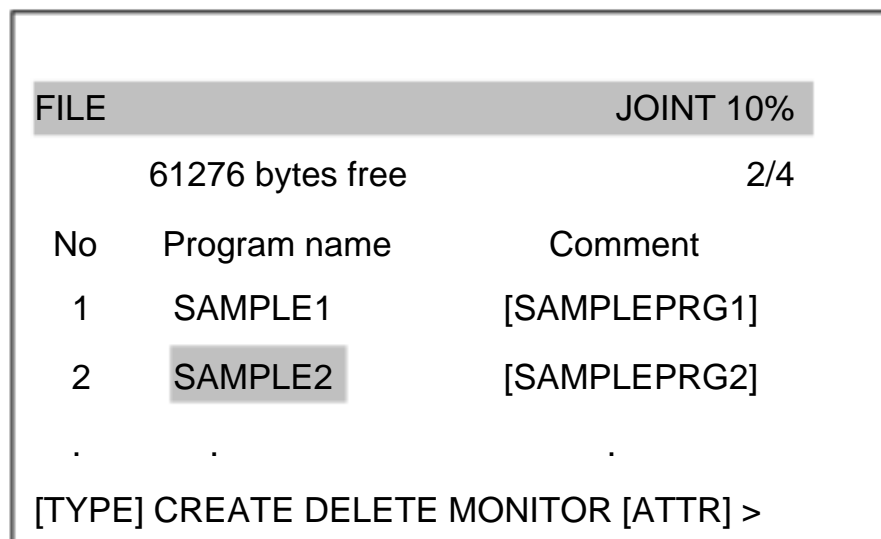 FILE JOINT 10%
61276 bytes free 2/4
No Program name Comment
1 SAMPLE1 [SAMPLEPRG1]
2 SAMPLE2 [SAMPLEPRG2]
. . .
[TYPE] CREATE DELETE MONITOR [ATTR] >